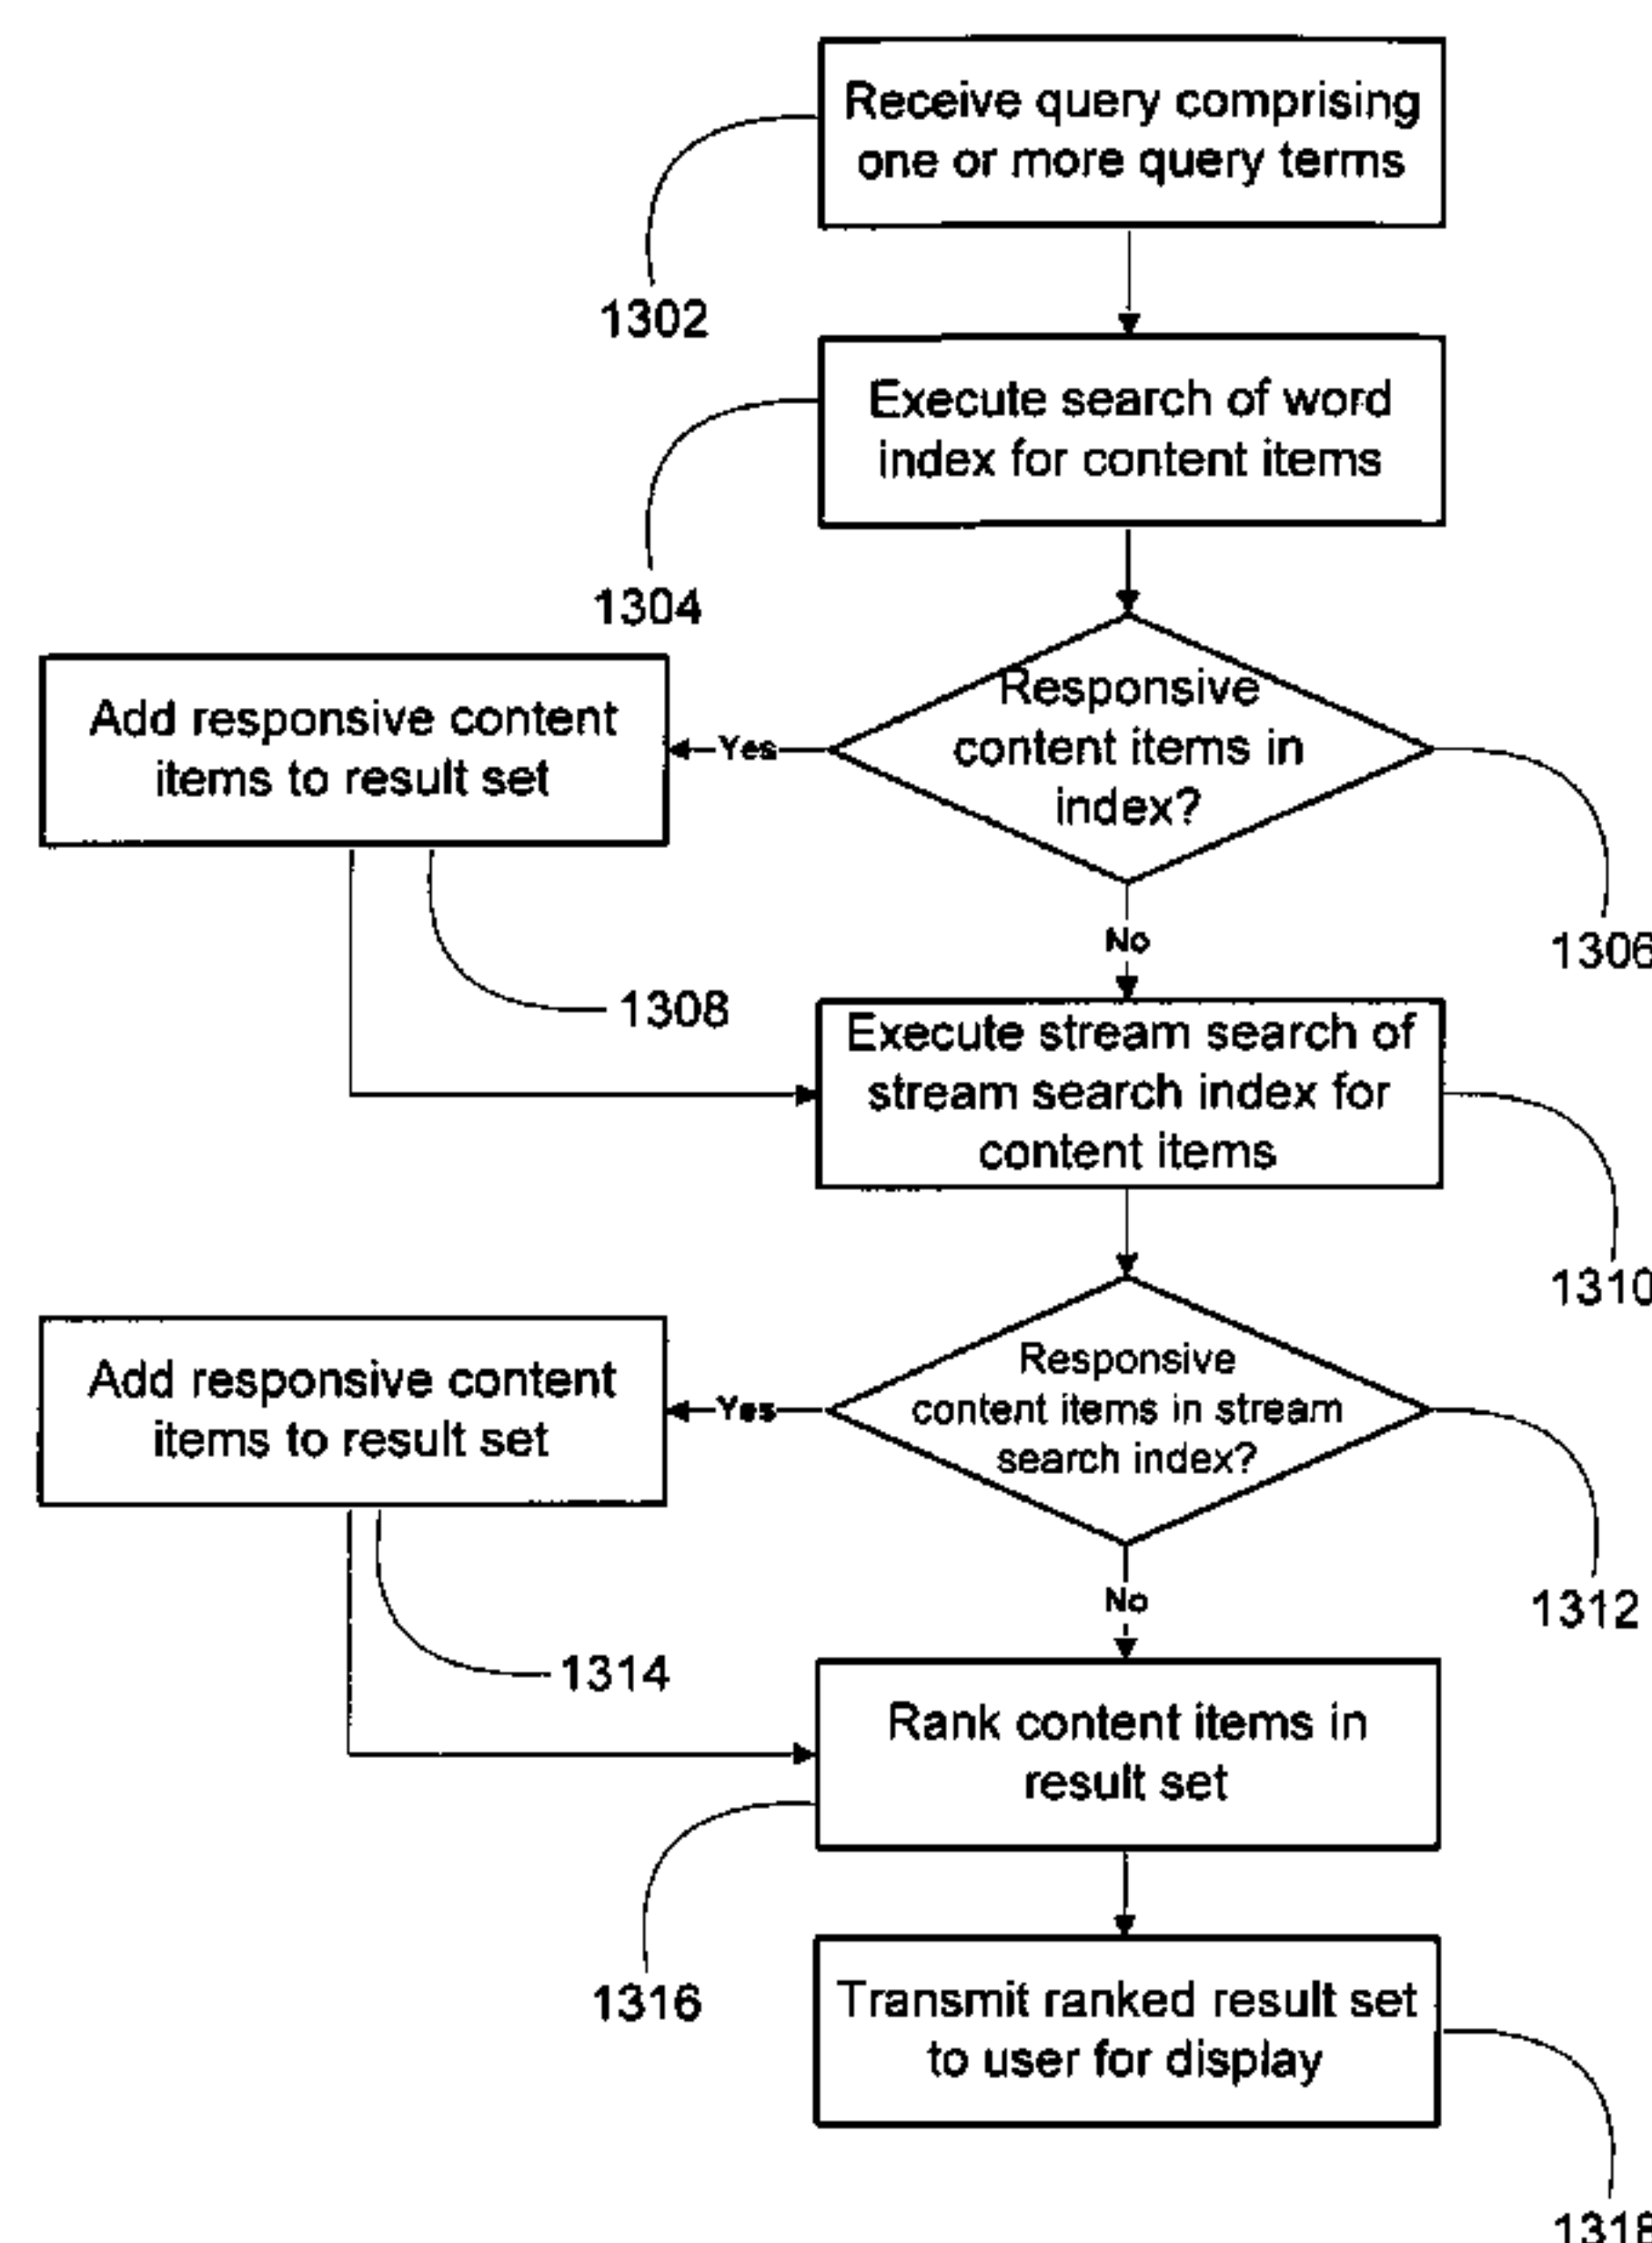 Receive query comprising
one or more query terms
1302
Execute search of word
index for content items
1304
Responsive
content items in
index?
Yes
Add responsive content
items to result set
No
1306
1308
Execute stream search of
stream search index for
content items
1310
Responsive
content items in stream
search index?
Yes
Add responsive content
items to result set
No
1312
1314
Rank content items in
result set
1316
Transmit ranked result set
to user for display
1318